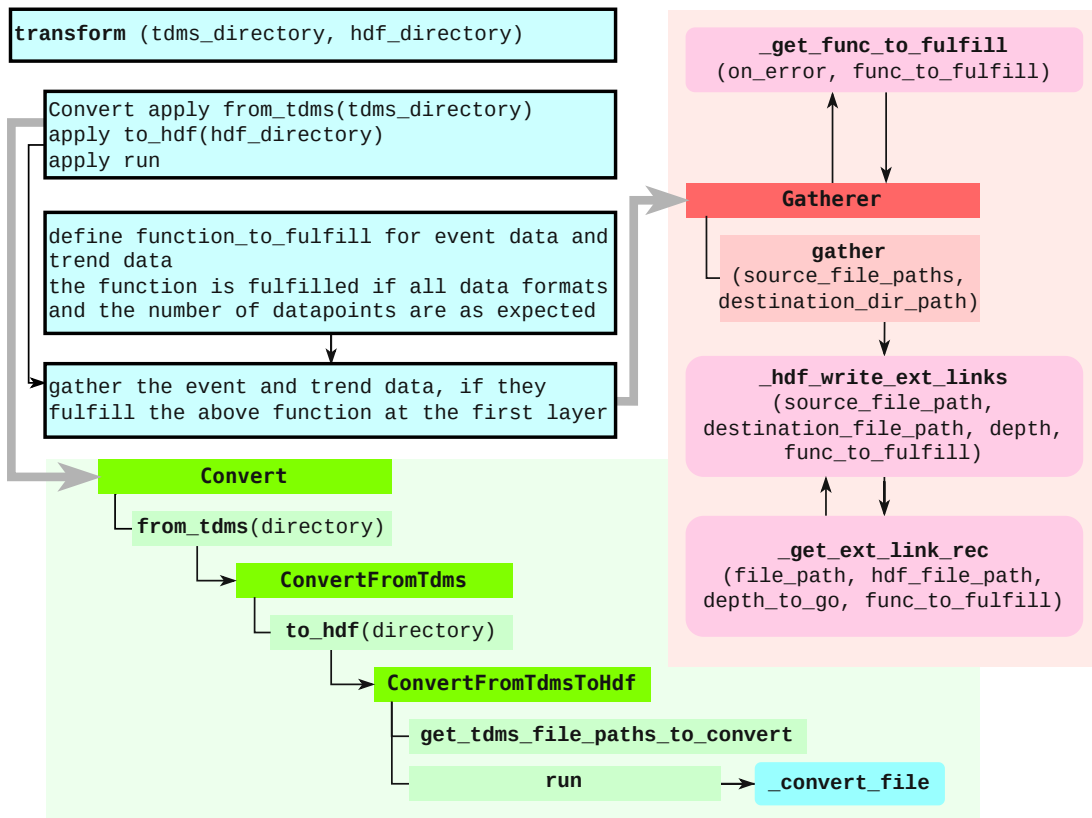 transform (tdms_directory, hdf_directory)
Convert apply from_tdms(tdms_directory)
apply to_hdf(hdf_directory)
apply run
define function_to_fulfill for event data and
trend data
the function is fulfilled if all data formats
and the number of datapoints are as expected
gather the event and trend data, if they
fulfill the above function at the first layer
_get_func_to_fulfill
(on_error, func_to_fulfill)
Gatherer
gather
(source_file_paths,
destination_dir_path)
_hdf_write_ext_links
(source_file_path,
destination_file_path, depth,
func_to_fulfill)
_get_ext_link_rec
(file_path, hdf_file_path,
depth_to_go, func_to_fulfill)
Convert
from_tdms(directory)
ConvertFromTdms
to_hdf(directory)
ConvertFromTdmsToHdf
get_tdms_file_paths_to_convert
run
_convert_file